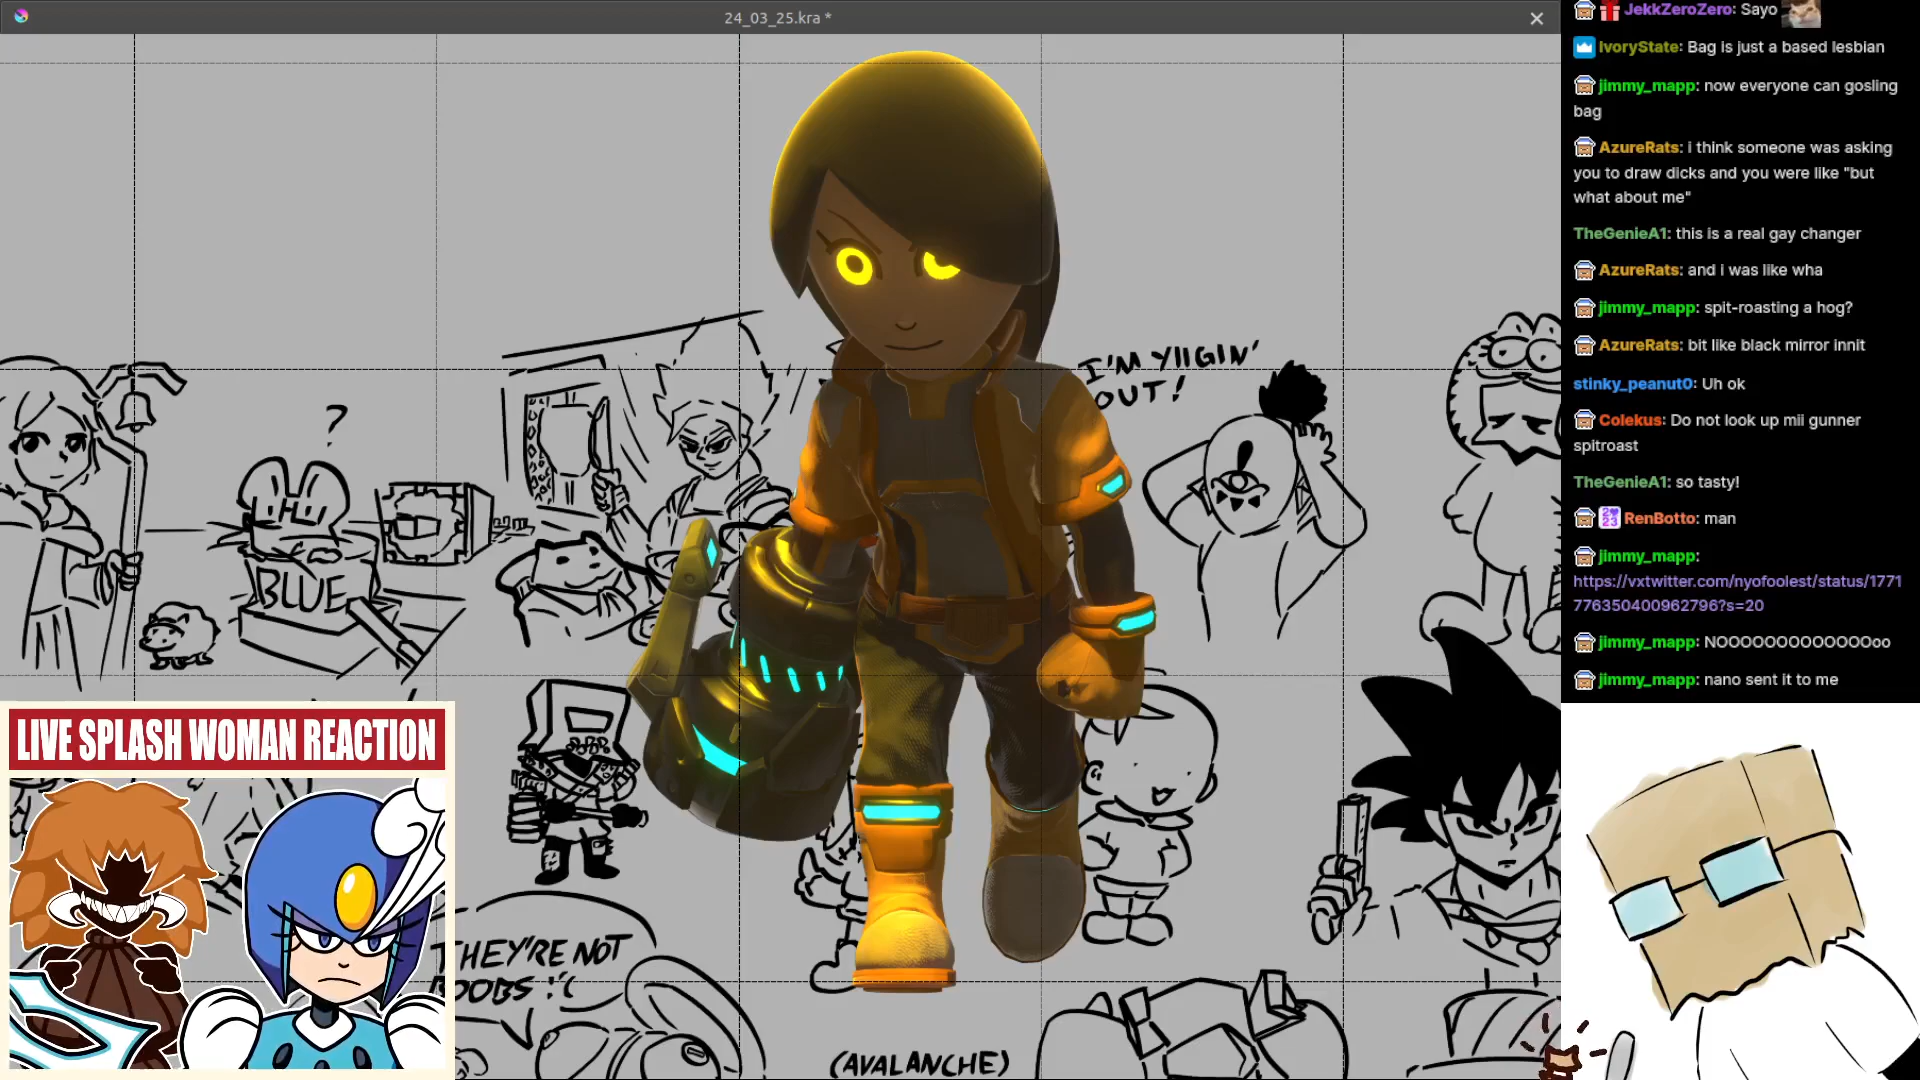 24_03_25.kra *
JekkZeroZero: Sayo
IvoryState: Bag is just a based lesbian
jimmy_mapp: now everyone can gosling
bag
AzureRats: i think someone was asking
you to draw dicks and you were like "but
what about me"
TheGenieA1: this is a real gay changer
AzureRats: and i was like wha
jimmy_mapp: spit-roasting a hog?
AzureRats: bit like black mirror innit
stinky_peanut0: Uh ok
Colekus: Do not look up mii gunner
spitroast
TheGenieA1: so tasty!
RenBotto: man
jimmy_mapp:
https://vxtwitter.com/nyofoolest/status/1771
776350400962796?s=20
jimmy_mapp: NOOOOOOOOOOOOOoo
jimmy_mapp: nano sent it to me
I'M YIIGIN'
OUT!
?
BLUE
LIVE SPLASH WOMAN REACTION
THEY'RE NOT
BOOBS :'(
(AVALANCHE)